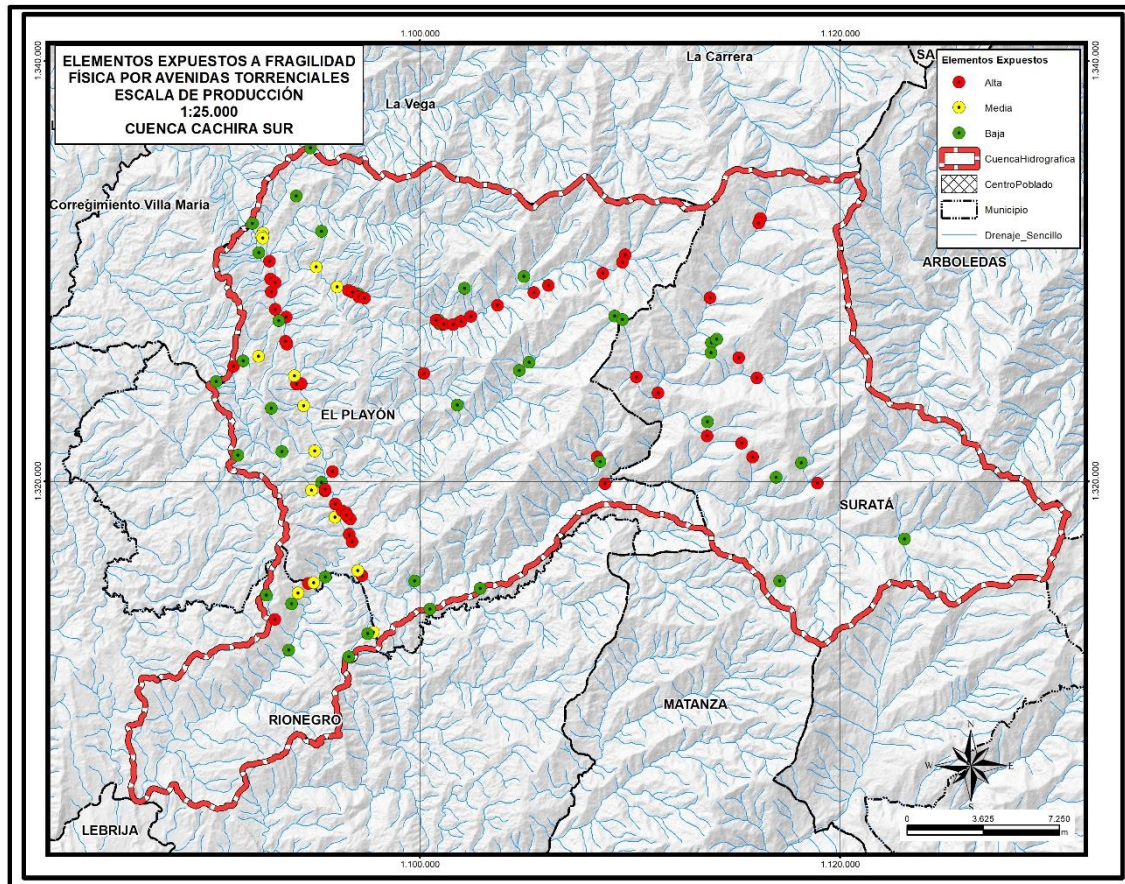 1.100.000
1.120.000
ELEMENTOS EXPUESTOS A FRAGILIDAD
FÍSICA POR AVENIDAS TORRENCIALES
ESCALA DE PRODUCCIÓN
1:25.000
CUENCA CACHIRA SUR
La Carrera
SA
1.340.000
1.340.000
La Vega
Elementos Expuestos
Alta
Media
Baja
CuencaHidrografica
CentroPoblado
Municipio
Drenaje_Sencillo
Corregimiento Villa María
ARBOLEDAS
EL PLAYÓN
1.320.000
1.320.000
SURATÁ
MATANZA
RIONEGRO
LEBRIJA
N
W
E
S
0 3.625 7.250
m
1.100.000
1.120.000